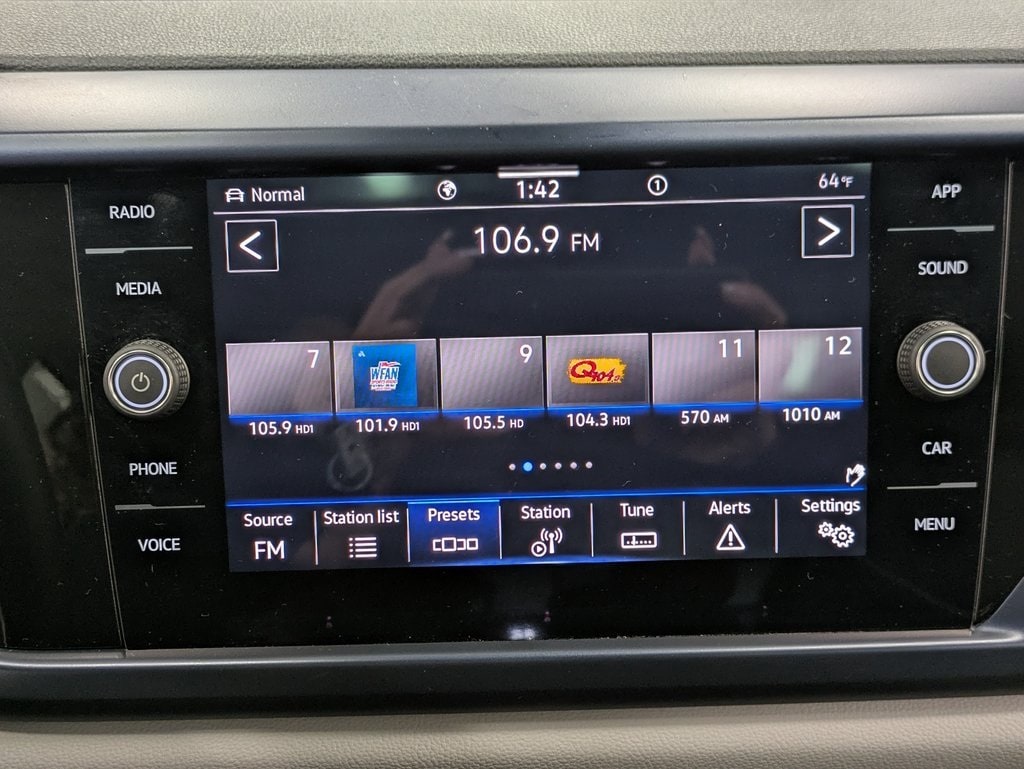 RADIO
MEDIA
PHONE
VOICE
Normal
1:42
1
64°F
106.9 FM
7
9
11
12
WFAN
Q104.3
105.9 HD1
101.9 HD1
105.5 HD
104.3 HD1
570 AM
1010 AM
Source
FM
Station list
Presets
Station
Tune
Alerts
Settings
APP
SOUND
CAR
MENU